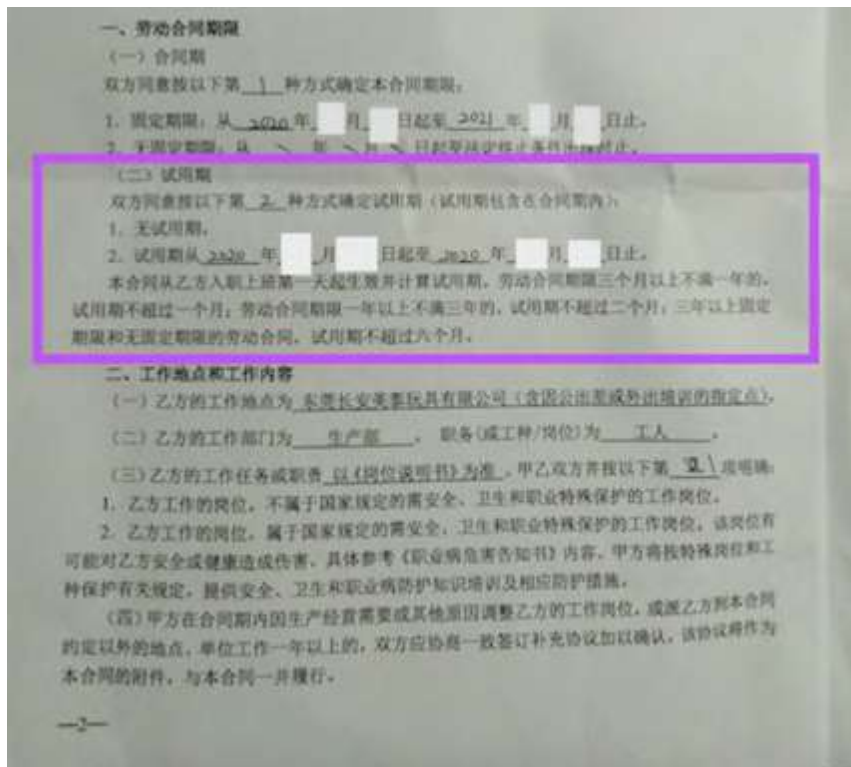 一、劳动合同期限
(一)合同期
双方同意按以下第 1 种方式确定本合同期限:
1. 固定期限:从 2020 年 月 日起至 2021 年 月 日止。
2. 无固定期限:从 \ 年 \ 月 \ 日起至法定终止条件出现时止。
(二)试用期
双方同意按以下第 2 种方式确定试用期(试用期包含在合同期内):
1. 无试用期。
2. 试用期从 2020 年 月 日起至 2020 年 月 日止。
本合同从乙方入职上班第一天起生效并计算试用期。劳动合同期限三个月以上不满一年的,
试用期不超过一个月;劳动合同期限一年以上不满三年的,试用期不超过二个月;三年以上固定
期限和无固定期限的劳动合同,试用期不超过六个月。
二、工作地点和工作内容
(一)乙方的工作地点为 东莞长安美泰玩具有限公司(含因公出差或外出培训的指定点)。
(二)乙方的工作部门为 生产部 , 职务(或工种/岗位)为 工人 。
(三)乙方的工作任务或职责 以《岗位说明书》为准 。甲乙双方并按以下第 1 项明确:
1. 乙方工作的岗位,不属于国家规定的需安全、卫生和职业特殊保护的工作岗位。
2. 乙方工作的岗位,属于国家规定的需安全、卫生和职业特殊保护的工作岗位,该岗位有
可能对乙方安全或健康造成伤害,具体参考《职业病危害告知书》内容,甲方将按特殊岗位和工
种保护有关规定,提供安全、卫生和职业病防护知识培训及相应防护措施。
(四)甲方在合同期内因生产经营需要或其他原因调整乙方的工作岗位,或派乙方到本合同
约定以外的地点、单位工作一年以上的,双方应协商一致签订补充协议加以确认,该协议将作为
本合同的附件,与本合同一并履行。
—2—